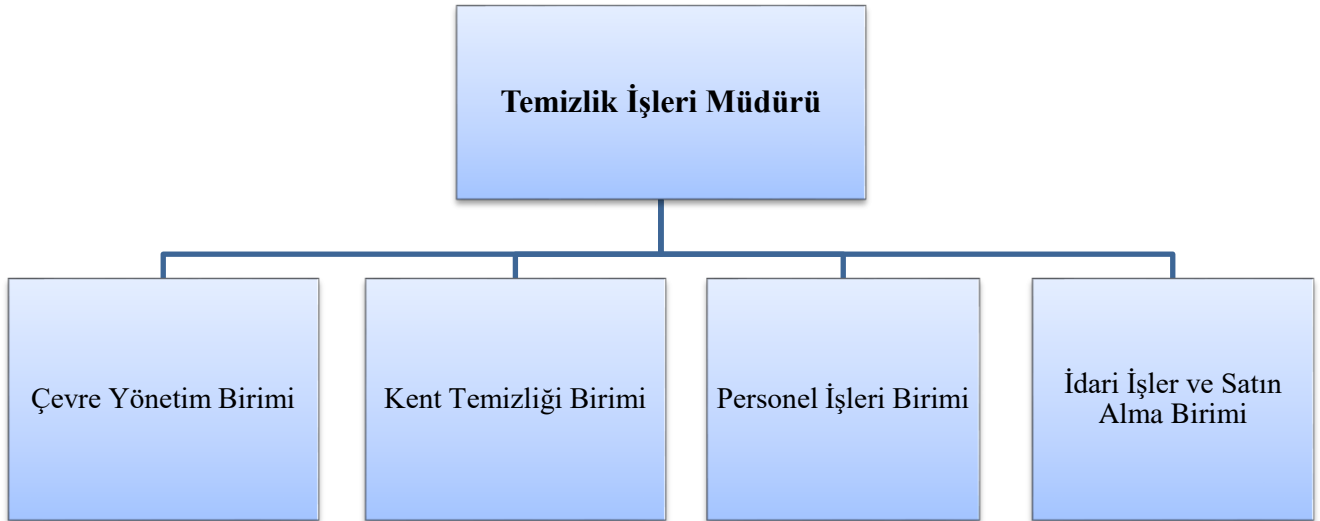 Temizlik İşleri Müdürü
Çevre Yönetim Birimi
Kent Temizliği Birimi
Personel İşleri Birimi
İdari İşler ve Satın
Alma Birimi